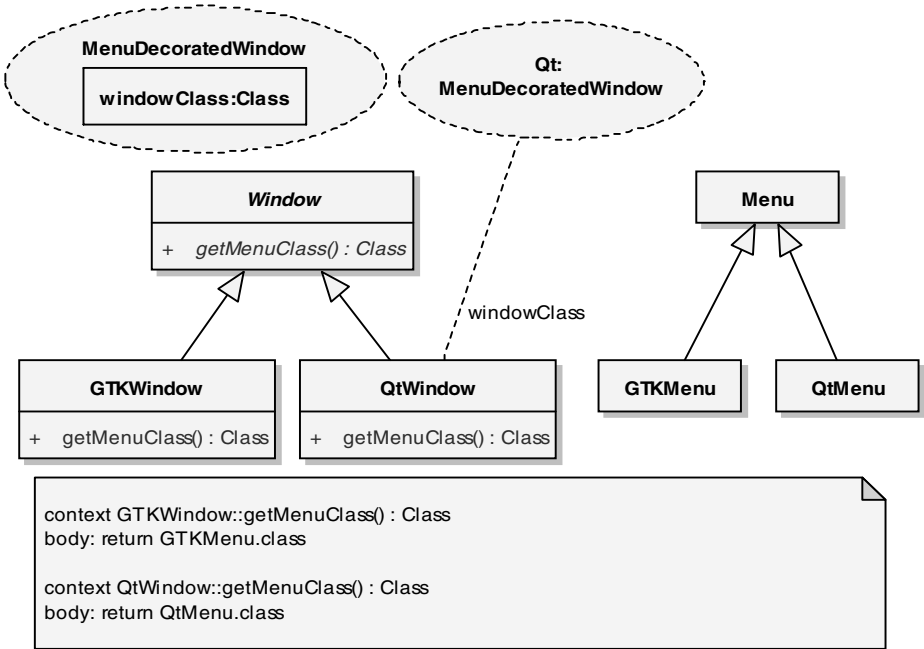 MenuDecoratedWindow
windowClass:Class
Qt:
MenuDecoratedWindow
Window
+ getMenuClass() : Class
Menu
windowClass
GTKWindow
+ getMenuClass() : Class
QtWindow
+ getMenuClass() : Class
GTKMenu
QtMenu
context GTKWindow::getMenuClass() : Class
body: return GTKMenu.class
context QtWindow::getMenuClass() : Class
body: return QtMenu.class